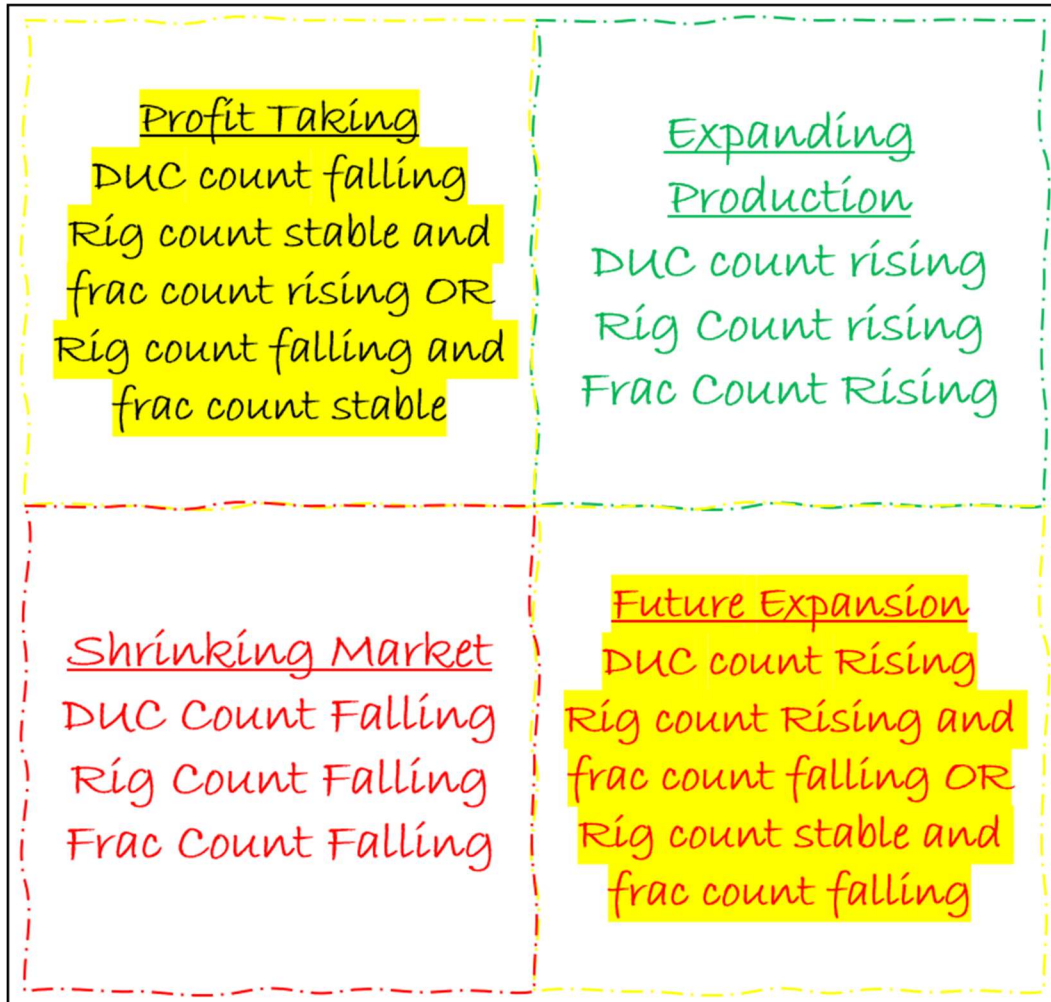 Profit Taking
DUC count falling
Rig count stable and
frac count rising OR
Rig count falling and
frac count stable
Expanding
Production
DUC count rising
Rig Count rising
Frac Count Rising
Shrinking Market
DUC Count Falling
Rig Count Falling
Frac Count Falling
Future Expansion
DUC count Rising
Rig count Rising and
frac count falling OR
Rig count stable and
frac count falling